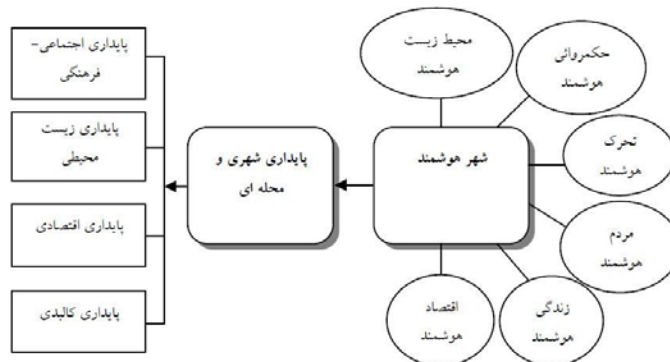 محیط زیست
هوشمند
حکمروائی
هوشمند
تحرک
هوشمند
مردم
هوشمند
زندگی
هوشمند
اقتصاد
هوشمند
شهر هوشمند
پایداری شهری و
محله ای
پایداری اجتماعی-
فرهنگی
پایداری زیست
محیطی
پایداری اقتصادی
پایداری کالبدی